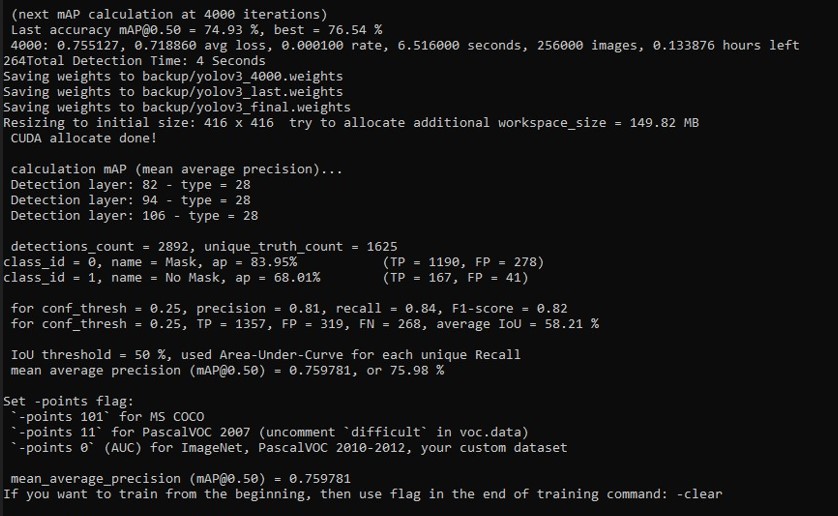 (next mAP calculation at 4000 iterations)
Last accuracy mAP@0.50 = 74.93 %, best = 76.54 %
4000: 0.755127, 0.718860 avg loss, 0.000100 rate, 6.516000 seconds, 256000 images, 0.133876 hours left
264Total Detection Time: 4 Seconds
Saving weights to backup/yolov3_4000.weights
Saving weights to backup/yolov3_last.weights
Saving weights to backup/yolov3_final.weights
Resizing to initial size: 416 x 416  try to allocate additional workspace_size = 149.82 MB
CUDA allocate done!
calculation mAP (mean average precision)...
Detection layer: 82 - type = 28
Detection layer: 94 - type = 28
Detection layer: 106 - type = 28
detections_count = 2892, unique_truth_count = 1625
class_id = 0, name = Mask, ap = 83.95%          (TP = 1190, FP = 278)
class_id = 1, name = No Mask, ap = 68.01%       (TP = 167, FP = 41)
for conf_thresh = 0.25, precision = 0.81, recall = 0.84, F1-score = 0.82
for conf_thresh = 0.25, TP = 1357, FP = 319, FN = 268, average IoU = 58.21 %
IoU threshold = 50 %, used Area-Under-Curve for each unique Recall
mean average precision (mAP@0.50) = 0.759781, or 75.98 %
Set -points flag:
`-points 101` for MS COCO
`-points 11` for PascalVOC 2007 (uncomment `difficult` in voc.data)
`-points 0` (AUC) for ImageNet, PascalVOC 2010-2012, your custom dataset
mean_average_precision (mAP@0.50) = 0.759781
If you want to train from the beginning, then use flag in the end of training command: -clear